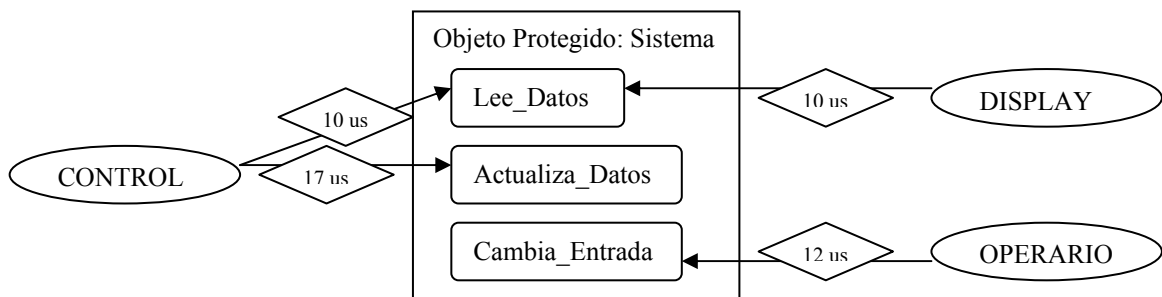 Objeto Protegido: Sistema
Lee_Datos
10 us
10 us
DISPLAY
CONTROL
17 us
Actualiza_Datos
Cambia_Entrada
12 us
OPERARIO